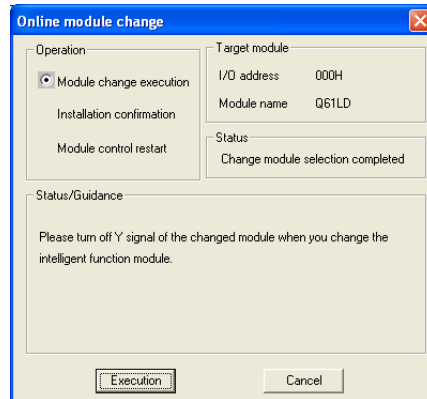 Online module change
Operation
Module change execution
Installation confirmation
Module control restart
Target module
I/O address 000H
Module name Q61LD
Status
Change module selection completed
Status/Guidance
Please turn off Y signal of the changed module when you change the
intelligent function module.
Execution Cancel